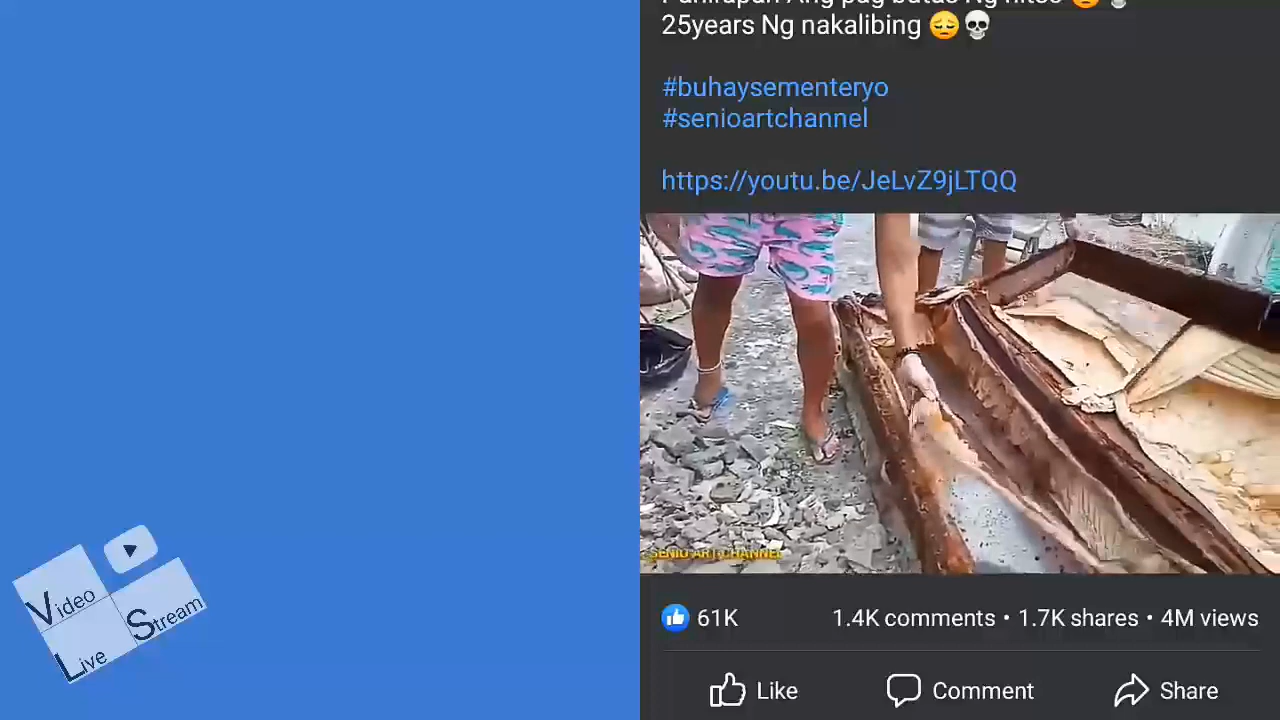 25years Ng nakalibing 😔💀
#buhaysementeryo
#senioartchannel
https://youtu.be/JeLvZ9jLTQQ
SENIO ART CHANNEL
61K
1.4K comments • 1.7K shares • 4M views
Like
Comment
Share
Video
Stream
Live